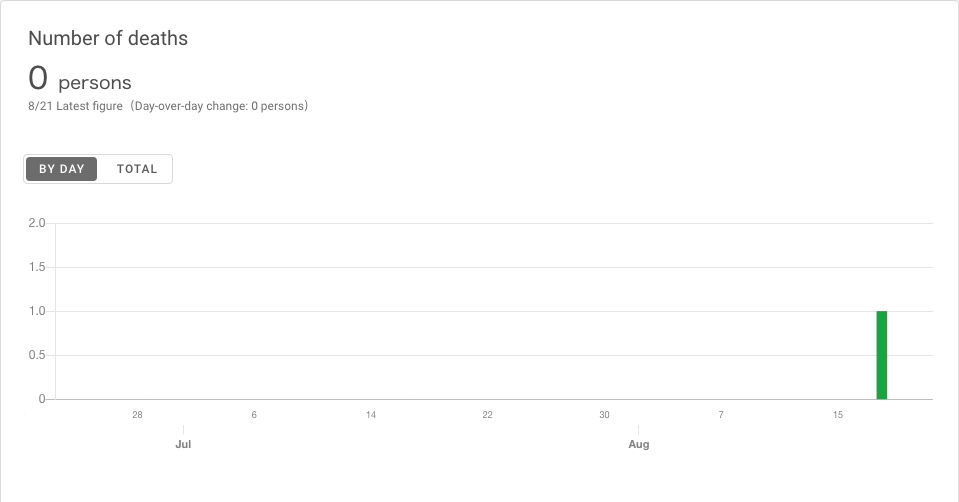 Number of deaths
0 persons
8/21 Latest figure（Day-over-day change: 0 persons)
BY DAY TOTAL
2.0
1.5
1.0
0.5
0
28 6 14 22 30 7 15
Jul Aug